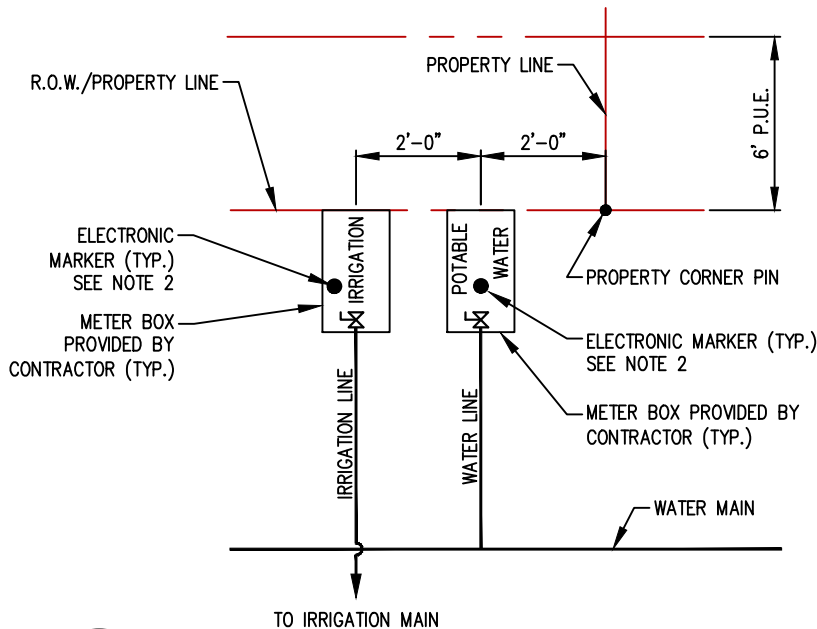 PROPERTY LINE
R.O.W./PROPERTY LINE
6' P.U.E.
2'-0"
2'-0"
ELECTRONIC
MARKER (TYP.)
SEE NOTE 2
IRRIGATION
POTABLE
WATER
PROPERTY CORNER PIN
METER BOX
PROVIDED BY
CONTRACTOR (TYP.)
ELECTRONIC MARKER (TYP.)
SEE NOTE 2
IRRIGATION LINE
WATER LINE
METER BOX PROVIDED BY
CONTRACTOR (TYP.)
WATER MAIN
TO IRRIGATION MAIN